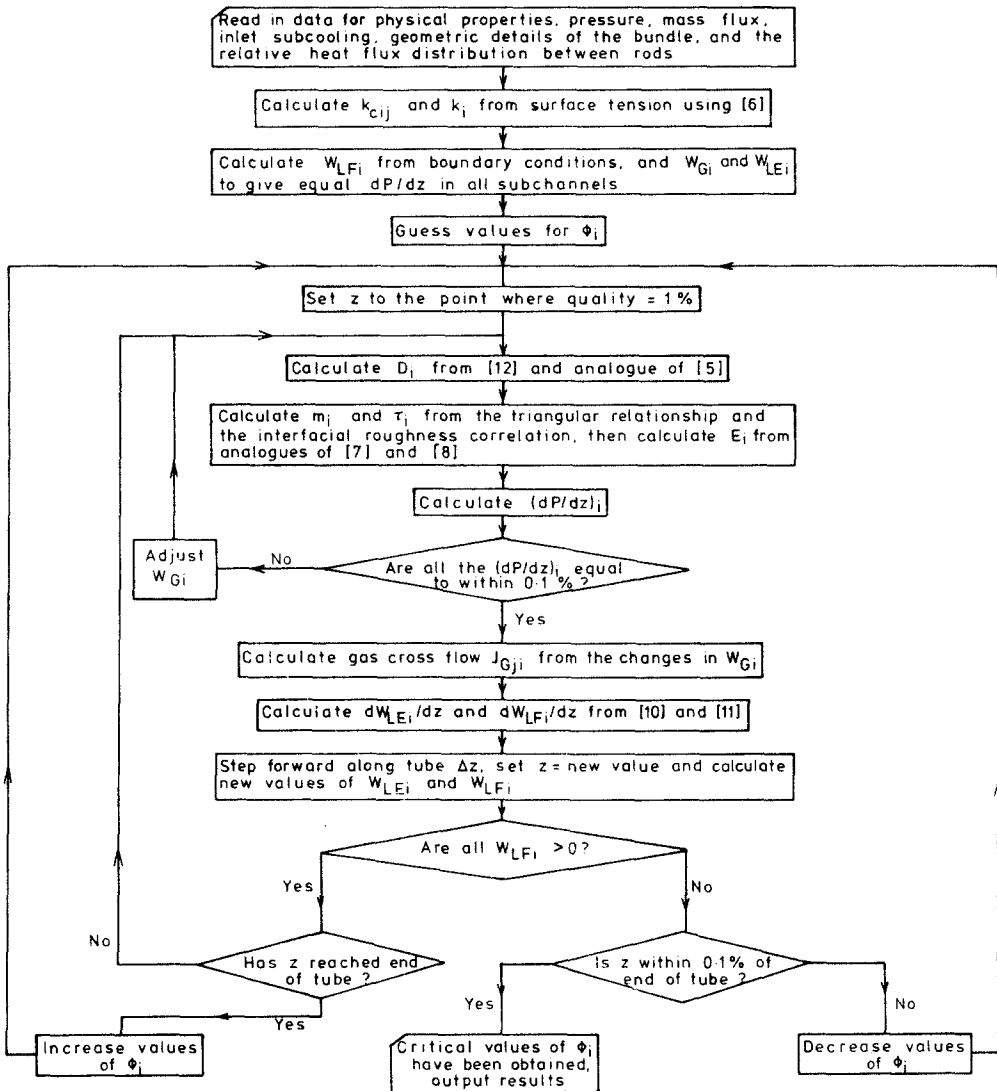 Read in data for physical properties, pressure, mass flux,
inlet subcooling, geometric details of the bundle, and the
relative heat flux distribution between rods
Calculate k_cij and k_i from surface tension using [6]
Calculate W_LFi from boundary conditions, and W_Gi and W_LEi
to give equal dP/dz in all subchannels
Guess values for Φ_i
Set z to the point where quality = 1%
Calculate D_i from [12] and analogue of [5]
Calculate m_i and τ_i from the triangular relationship and
the interfacial roughness correlation, then calculate E_i from
analogues of [7] and [8]
Calculate (dP/dz)_i
Adjust
W_Gi
No
Are all the (dP/dz)_i equal
to within 0·1 %?
Yes
Calculate gas cross flow J_Gji from the changes in W_Gi
Calculate dW_LEi/dz and dW_LFi/dz from [10] and [11]
Step forward along tube Δz, set z = new value and calculate
new values of W_LEi and W_LFi
Are all W_LFi >0?
Yes
No
No
Has z reached end
of tube?
Yes
Is z within 0·1% of
end of tube?
Yes
No
Increase values
of Φ_i
Critical values of Φ_i
have been obtained,
output results
Decrease values
of Φ_i